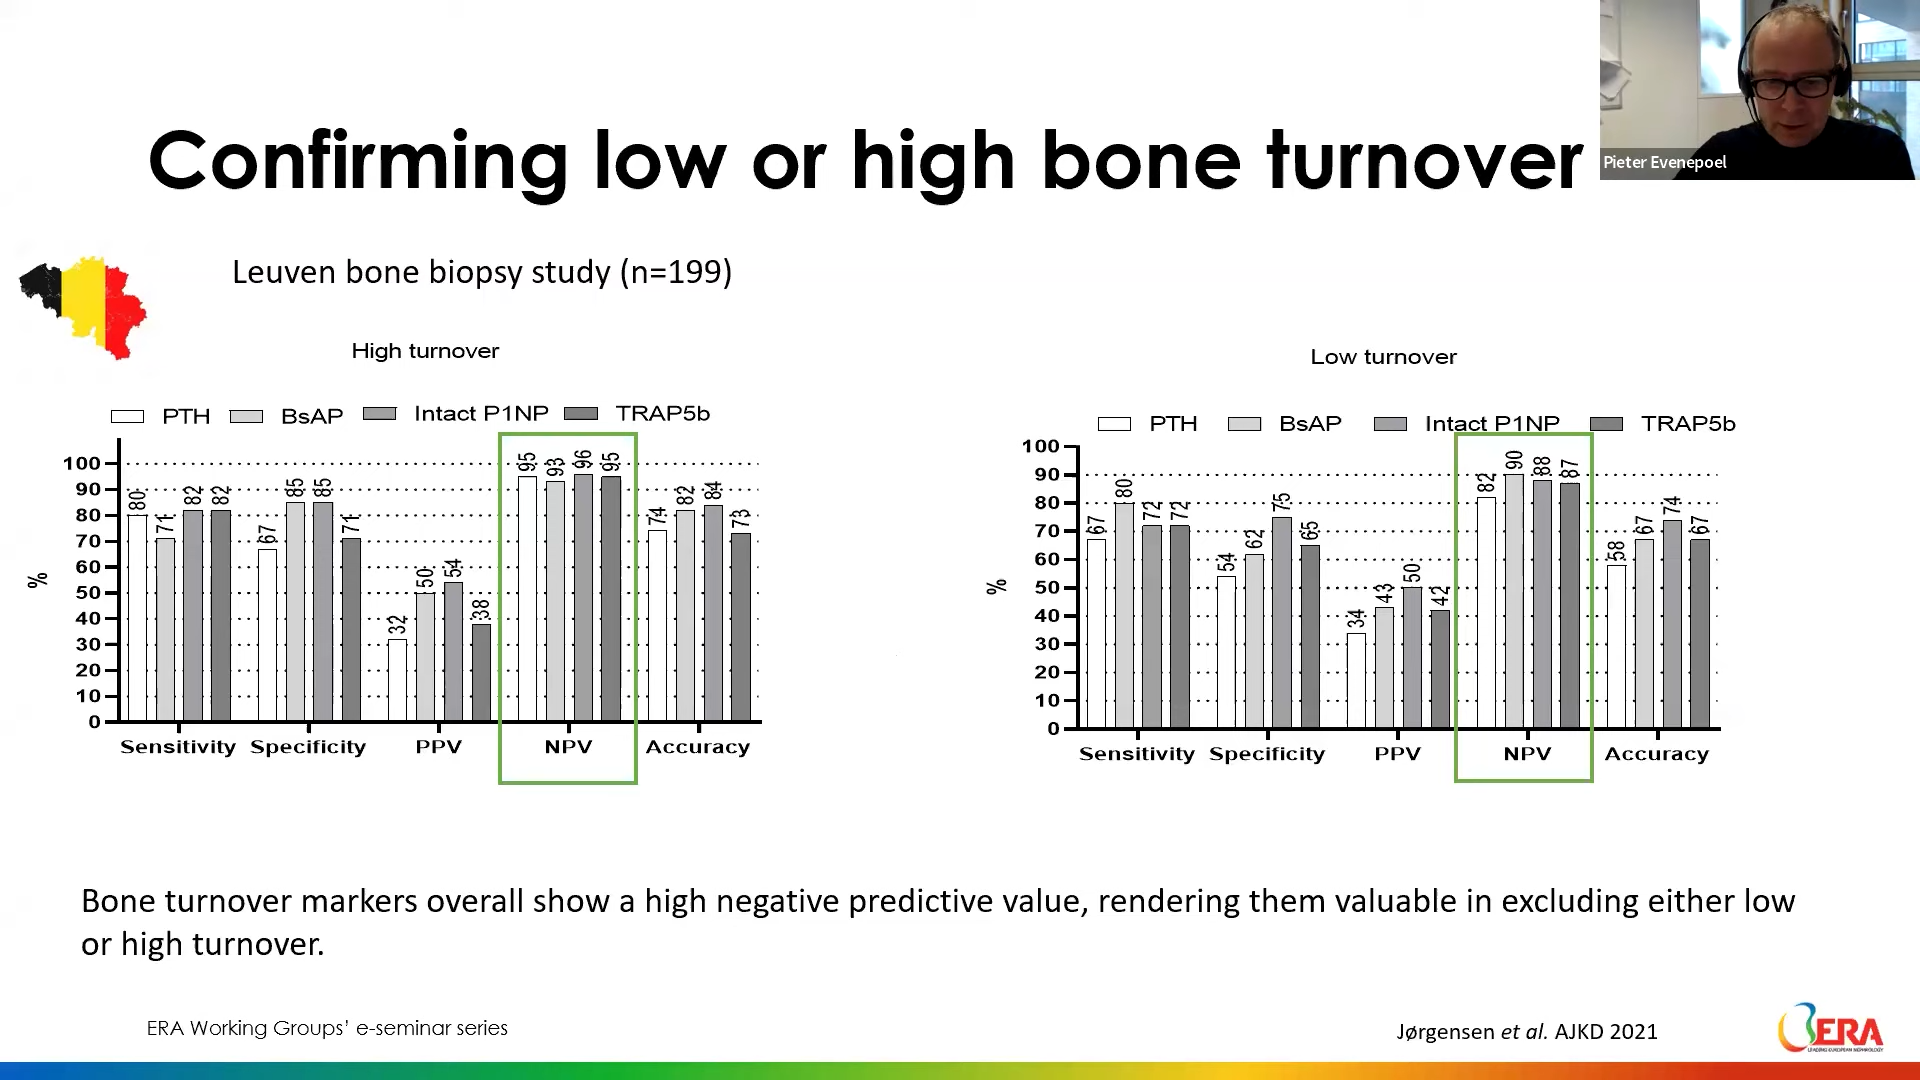 Pieter Evenepoel
Confirming low or high bone turnover
Leuven bone biopsy study (n=199)
High turnover
PTH BsAP Intact P1NP TRAP5b
%
100
90
80
70
60
50
40
30
20
10
0
80 71 82 82
67 85 85 71
32 50 54 38
95 93 96 95
74 82 84 73
Sensitivity Specificity PPV NPV Accuracy
Low turnover
PTH BsAP Intact P1NP TRAP5b
%
100
90
80
70
60
50
40
30
20
10
0
67 80 72 72
54 62 75 65
34 43 50 42
82 90 88 87
58 67 74 67
Sensitivity Specificity PPV NPV Accuracy
Bone turnover markers overall show a high negative predictive value, rendering them valuable in excluding either low
or high turnover.
ERA Working Groups’ e-seminar series
Jørgensen et al. AJKD 2021
ERA
LEADING EUROPEAN NEPHROLOGY